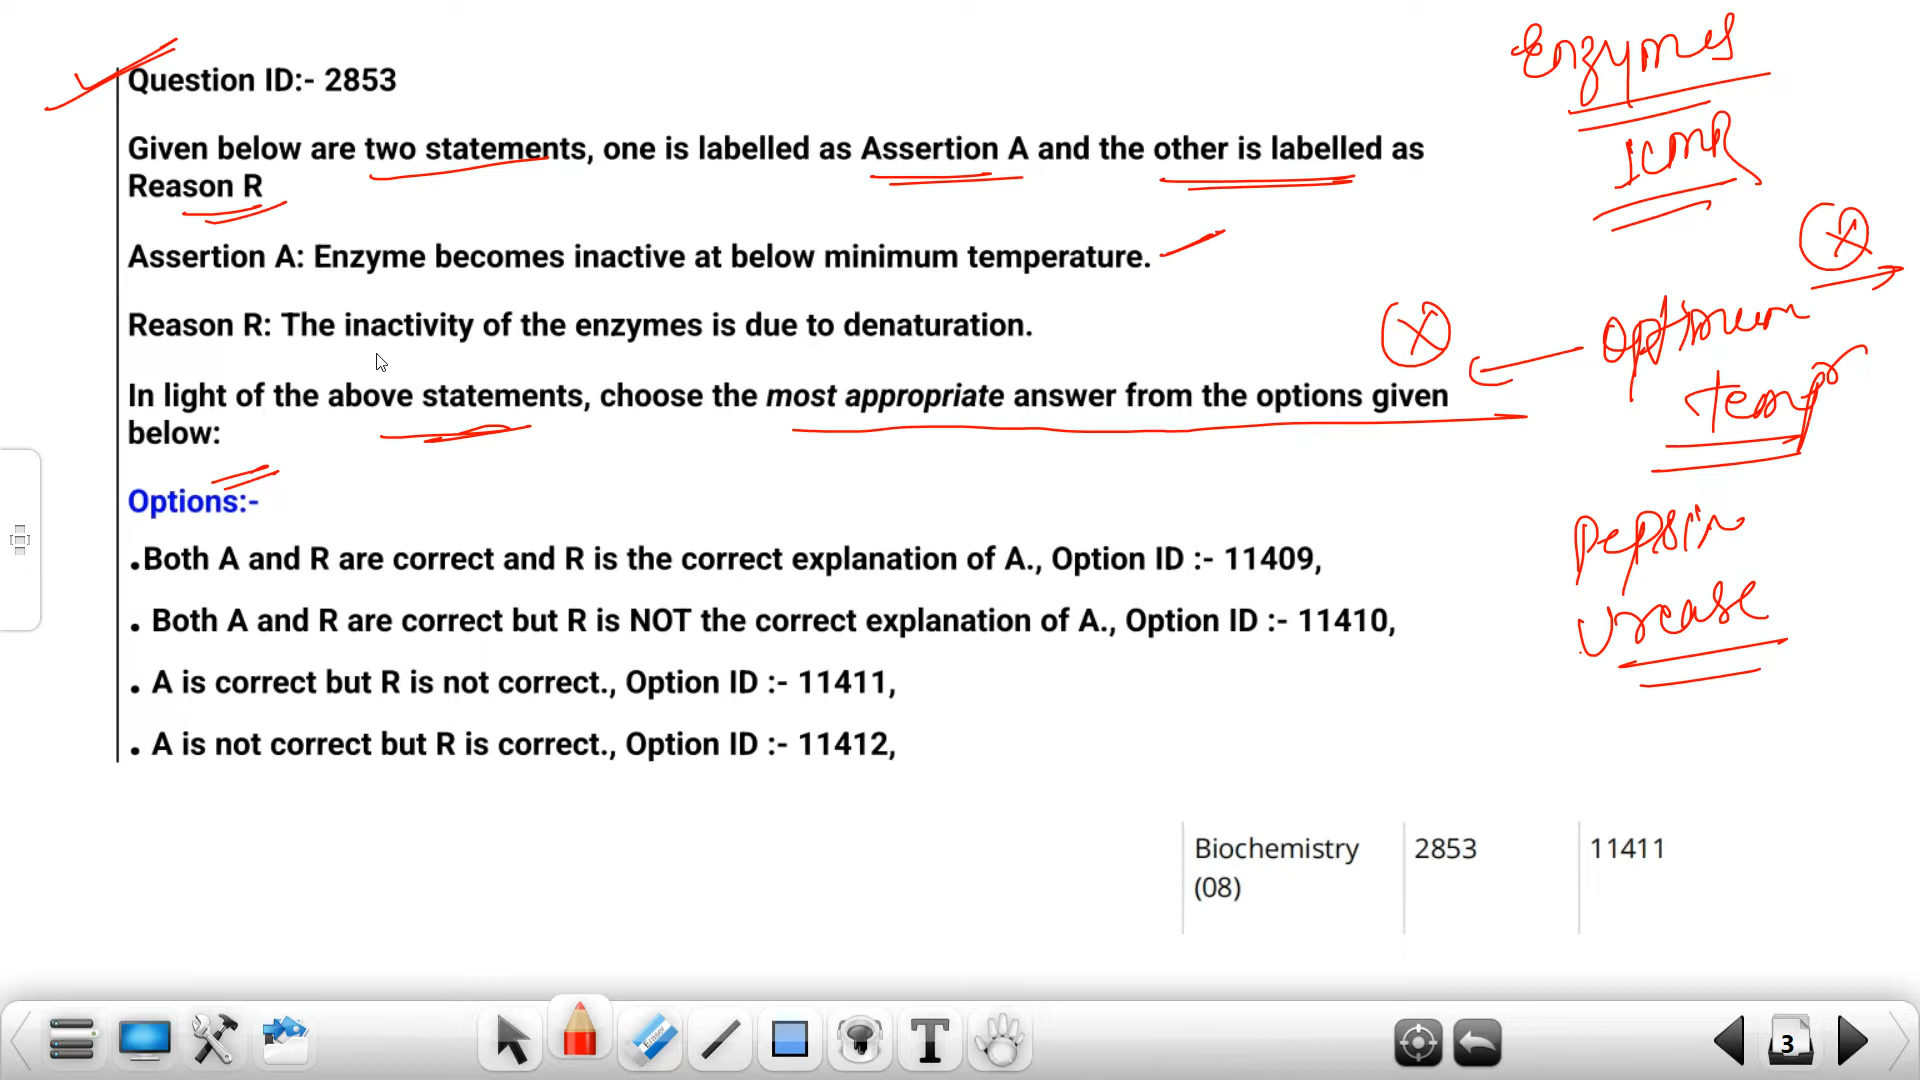 Question ID:- 2853
Given below are two statements, one is labelled as Assertion A and the other is labelled as
Reason R
Assertion A: Enzyme becomes inactive at below minimum temperature.
Reason R: The inactivity of the enzymes is due to denaturation.
In light of the above statements, choose the most appropriate answer from the options given
below:
Options:-
.Both A and R are correct and R is the correct explanation of A., Option ID :- 11409,
. Both A and R are correct but R is NOT the correct explanation of A., Option ID :- 11410,
. A is correct but R is not correct., Option ID :- 11411,
. A is not correct but R is correct., Option ID :- 11412,
Enzymes
ICMR
Optimum
tempr
Pepsin
Urease
Biochemistry 2853 11411
(08)
Eraser
T
3